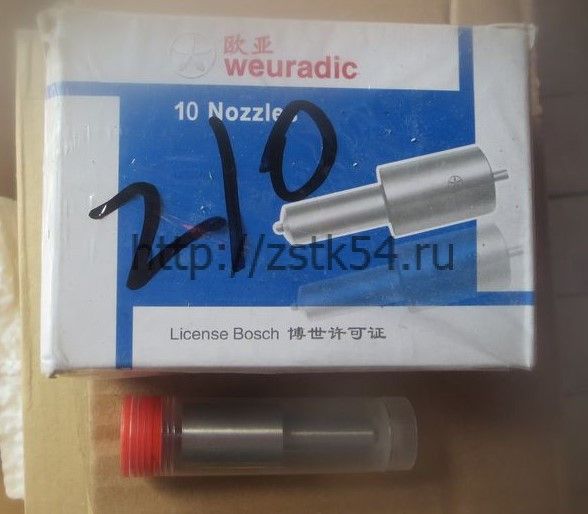 欧亚
weuradic
10 Nozzles
210
http://zstk54.ru
License Bosch 博世许可证